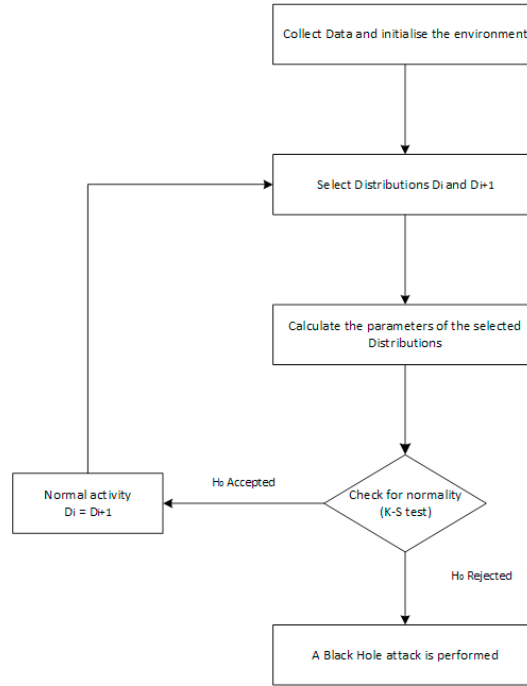 Collect Data and initialise the environment
Select Distributions Di and Di+1
Calculate the parameters of the selected
Distributions
H₀ Accepted
Check for normality
(K-S test)
Normal activity
Di = Di+1
H₀ Rejected
A Black Hole attack is performed